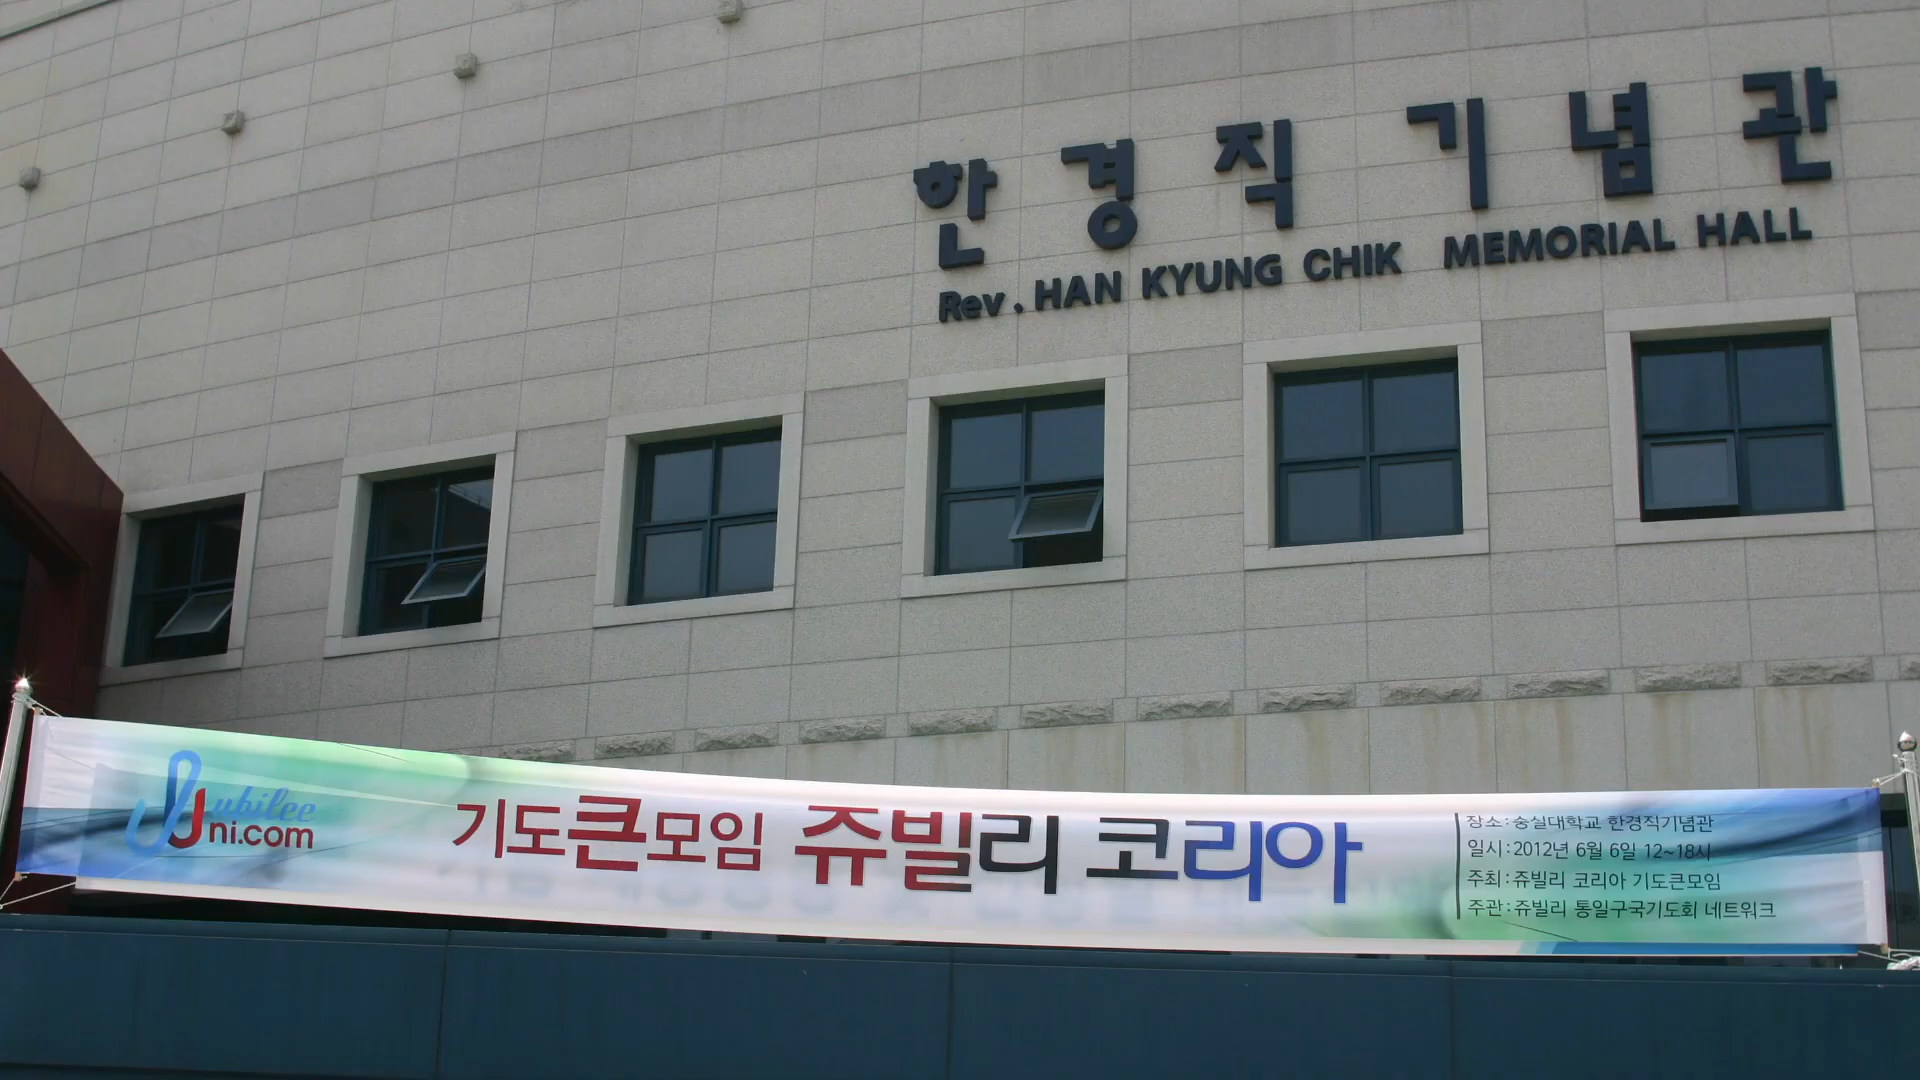 한경직기념관
Rev. HAN KYUNG CHIK MEMORIAL HALL
Jubilee
Uni.com
기도큰모임 쥬빌리 코리아
장소:숭실대학교 한경직기념관
일시:2012년 6월 6일 12~18시
주최:쥬빌리 코리아 기도큰모임
주관:쥬빌리 통일구국기도회 네트워크